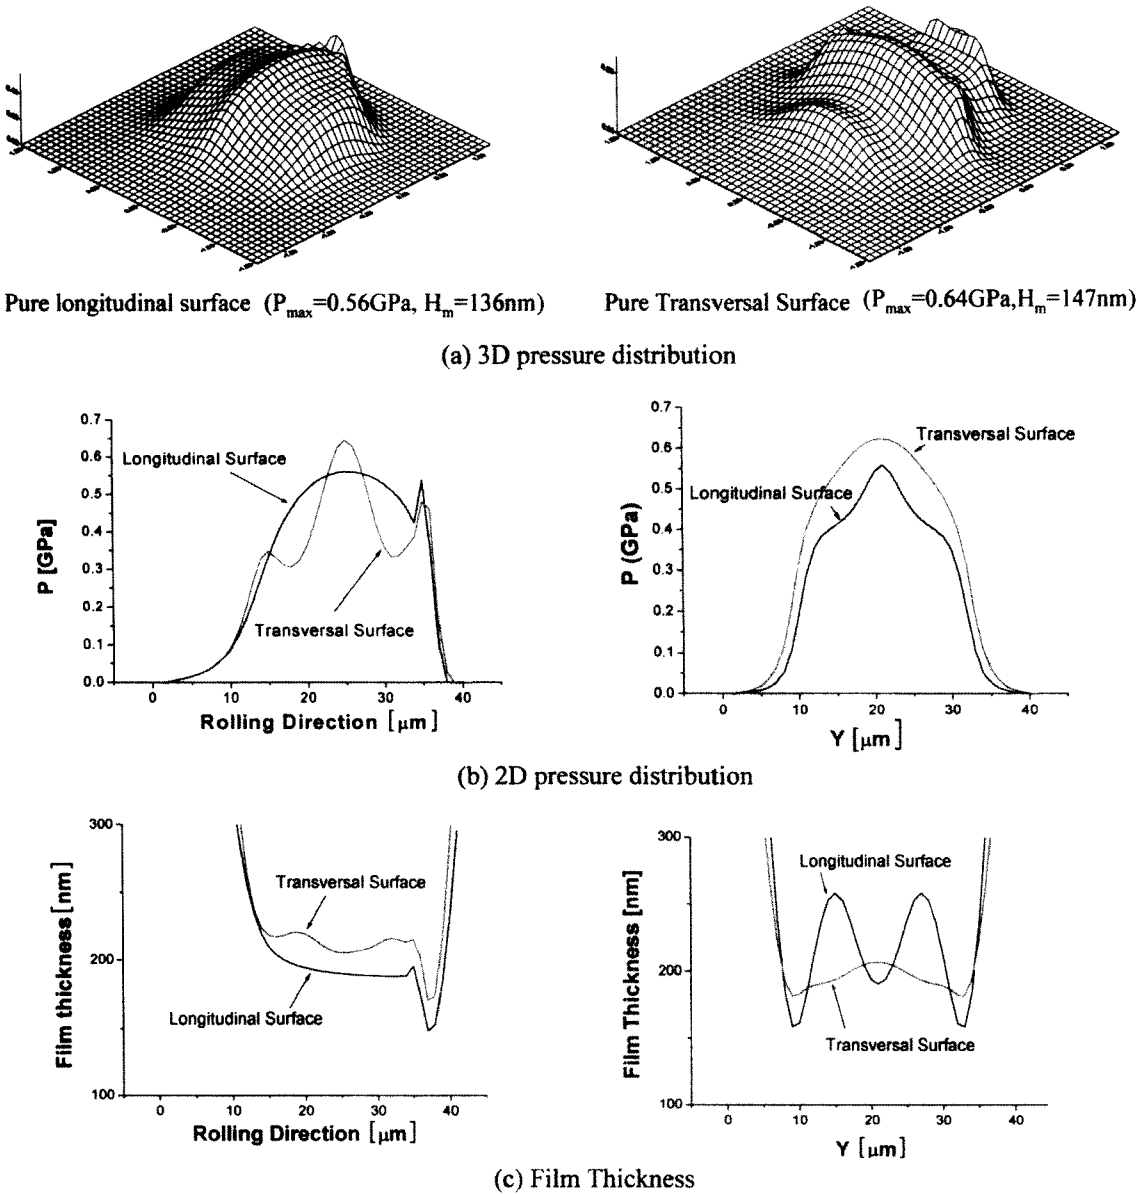 Pure longitudinal surface (Pmax=0.56GPa, Hm=136nm)
Pure Transversal Surface (Pmax=0.64GPa,Hm=147nm)
(a) 3D pressure distribution
0.7
0.6
0.5
0.4
0.3
0.2
0.1
0.0
P [GPa]
Longitudinal Surface
Transversal Surface
0 10 20 30 40
Rolling Direction [μm]
0.7
0.6
0.5
0.4
0.3
0.2
0.1
0.0
P (GPa)
Transversal Surface
Longitudinal Surface
0 10 20 30 40
Y [μm]
(b) 2D pressure distribution
300
200
100
Film thickness[nm]
Transversal Surface
Longitudinal Surface
0 10 20 30 40
Rolling Direction [μm]
300
200
100
Film Thickness [nm]
Longitudinal Surface
Transversal Surface
0 10 20 30 40
Y [μm]
(c) Film Thickness